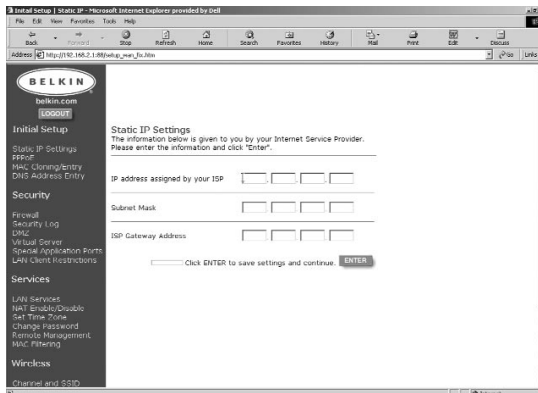 Initail Setup | Static IP - Microsoft Internet Explorer provided by Dell
File Edit View Favorites Tools Help
Back Forward Stop Refresh Home Search Favorites History Mail Print Edit Discuss
Address http://192.168.2.1:88/setup_wan_fix.htm Go Links
BELKIN
belkin.com
LOGOUT
Initial Setup
Static IP Settings
PPPoE
MAC Cloning/Entry
DNS Address Entry
Security
Firewall
Security Log
DMZ
Virtual Server
Special Application Ports
LAN Client Restrictions
Services
LAN Services
NAT Enable/Disable
Set Time Zone
Change Password
Remote Management
MAC Filtering
Wireless
Channel and SSID
Static IP Settings
The information below is given to you by your Internet Service Provider.
Please enter the information and click "Enter".
IP address assigned by your ISP . . .
Subnet Mask
ISP Gateway Address
Click ENTER to save settings and continue. ENTER